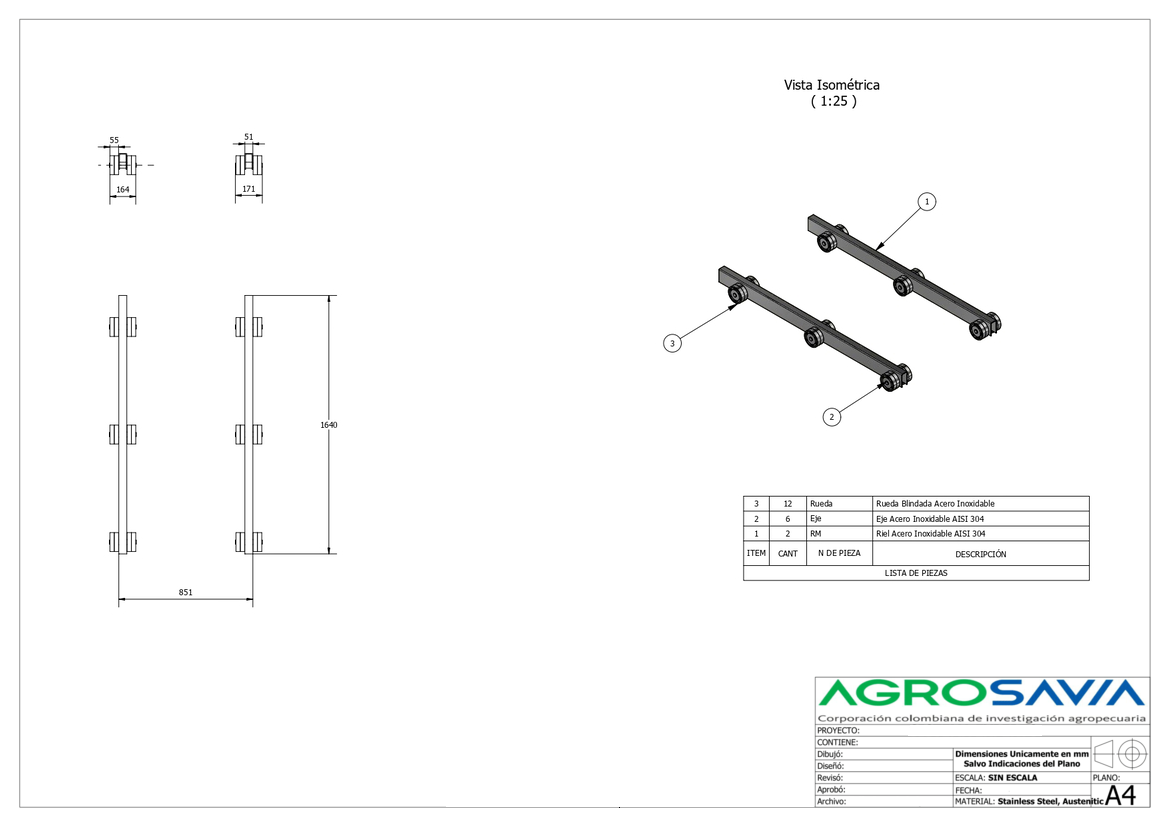 Vista Isométrica
( 1:25 )
55
51
164
171
1
3
2
1640
851
3 12 Rueda Rueda Blindada Acero Inoxidable
2 6 Eje Eje Acero Inoxidable AISI 304
1 2 RM Riel Acero Inoxidable AISI 304
ITEM CANT N DE PIEZA DESCRIPCIÓN
LISTA DE PIEZAS
AGROSAVIA
Corporación colombiana de investigación agropecuaria
PROYECTO:
CONTIENE:
Dibujó: Dimensiones Unicamente en mm
Diseñó: Salvo Indicaciones del Plano
Revisó: ESCALA: SIN ESCALA PLANO:
Aprobó: FECHA:
Archivo: MATERIAL: Stainless Steel, Austenitic A4